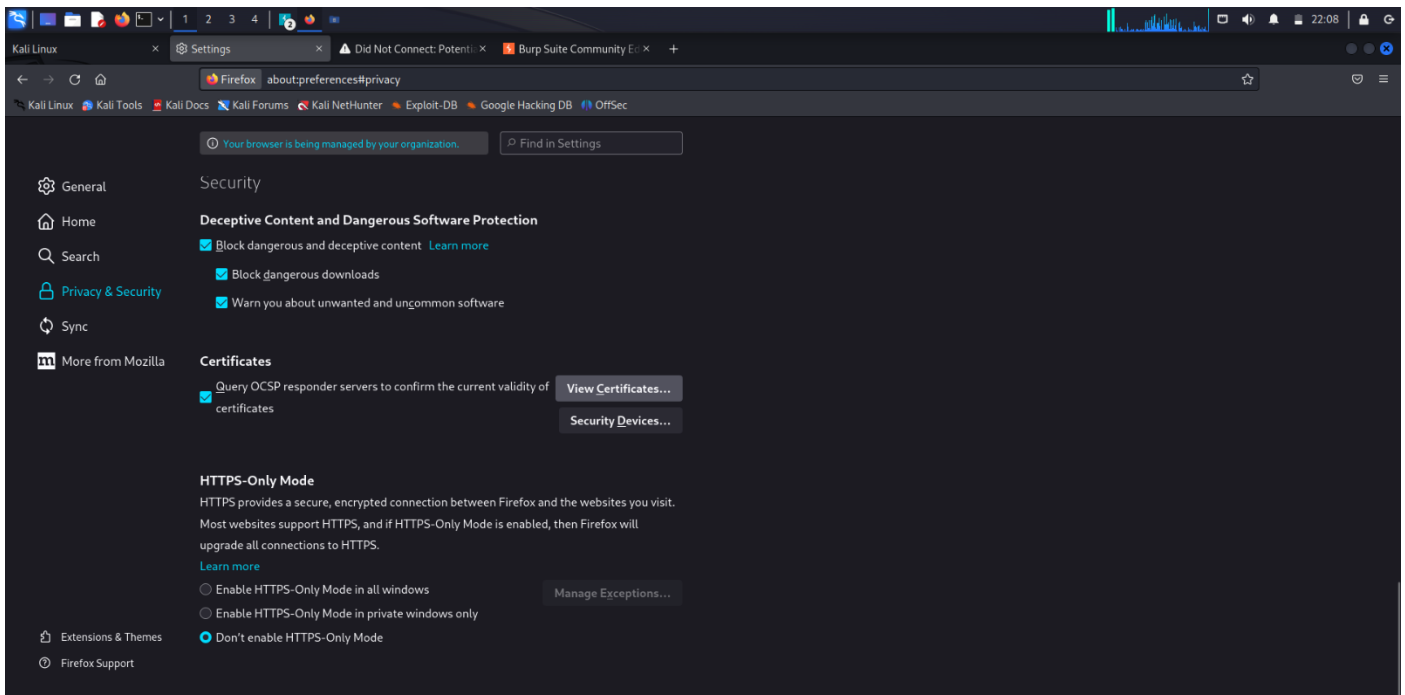 1 2 3 4 2 22:08
Kali Linux × Settings × Did Not Connect: Potenti × Burp Suite Community Ec × +
Firefox about:preferences#privacy
Kali Linux Kali Tools Kali Docs Kali Forums Kali NetHunter Exploit-DB Google Hacking DB OffSec
Your browser is being managed by your organization. Find in Settings
General
Home
Search
Privacy & Security
Sync
m More from Mozilla
Extensions & Themes
Firefox Support
Security
Deceptive Content and Dangerous Software Protection
Block dangerous and deceptive content Learn more
Block dangerous downloads
Warn you about unwanted and uncommon software
Certificates
Query OCSP responder servers to confirm the current validity of
certificates
View Certificates...
Security Devices...
HTTPS-Only Mode
HTTPS provides a secure, encrypted connection between Firefox and the websites you visit.
Most websites support HTTPS, and if HTTPS-Only Mode is enabled, then Firefox will
upgrade all connections to HTTPS.
Learn more
Enable HTTPS-Only Mode in all windows
Manage Exceptions...
Enable HTTPS-Only Mode in private windows only
Don't enable HTTPS-Only Mode